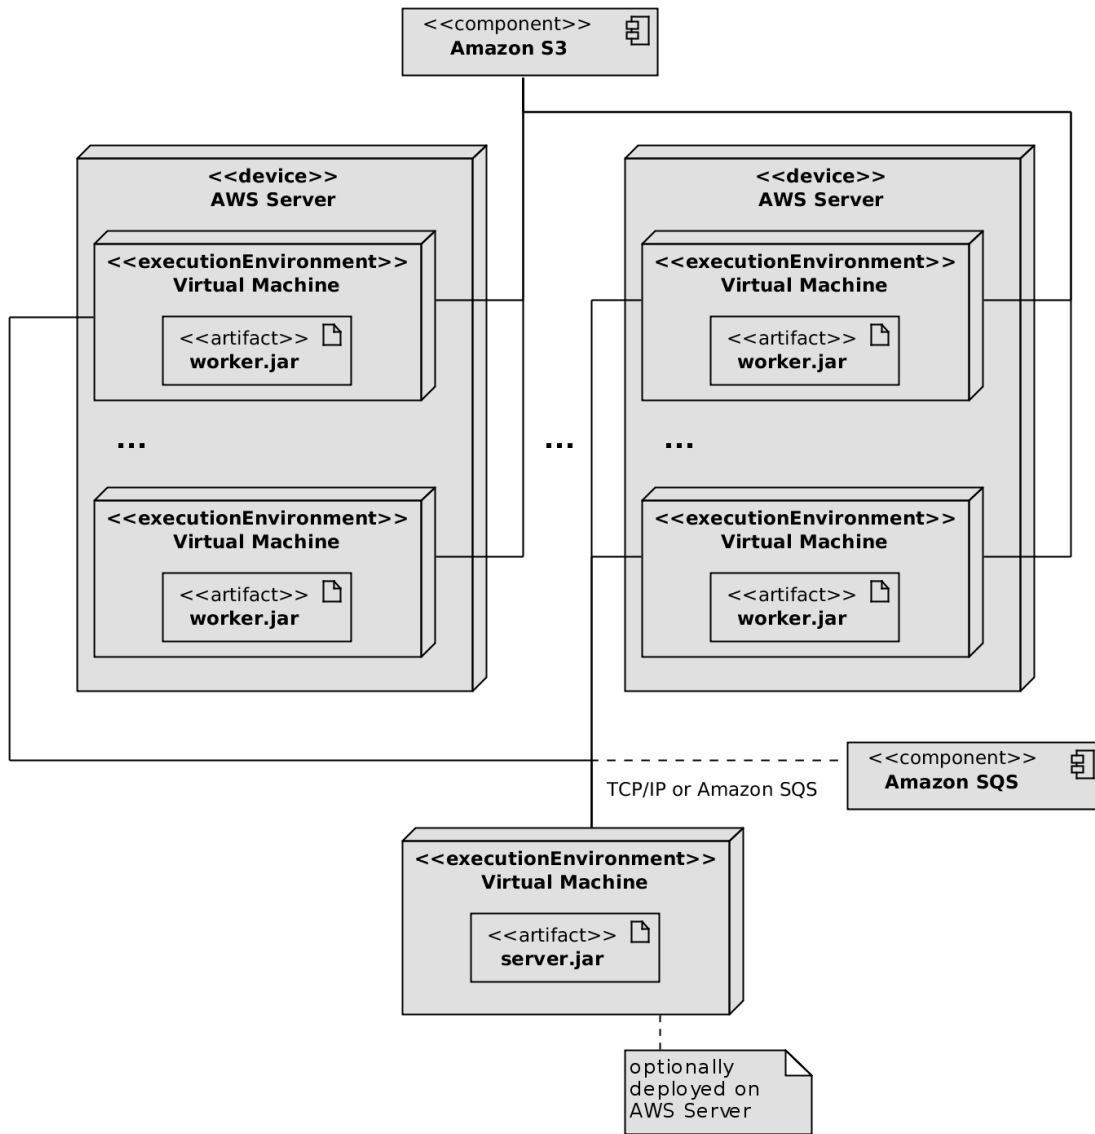 <<component>>
Amazon S3
<<device>>
AWS Server
<<executionEnvironment>>
Virtual Machine
<<artifact>>
worker.jar
...
<<executionEnvironment>>
Virtual Machine
<<artifact>>
worker.jar
...
<<device>>
AWS Server
<<executionEnvironment>>
Virtual Machine
<<artifact>>
worker.jar
...
<<executionEnvironment>>
Virtual Machine
<<artifact>>
worker.jar
<<component>>
Amazon SQS
TCP/IP or Amazon SQS
<<executionEnvironment>>
Virtual Machine
<<artifact>>
server.jar
optionally
deployed on
AWS Server